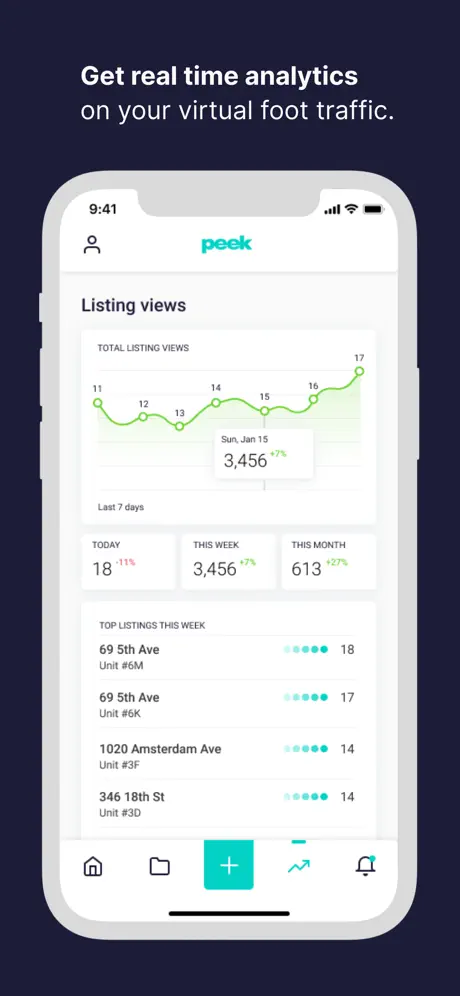 Get real time analytics
on your virtual foot traffic.
9:41
peek
Listing views
TOTAL LISTING VIEWS
11
12
13
14
15
16
17
Sun, Jan 15
3,456 +7%
Last 7 days
TODAY
18 -11%
THIS WEEK
3,456 +7%
THIS MONTH
613 +27%
TOP LISTINGS THIS WEEK
69 5th Ave
18
Unit #6M
69 5th Ave
17
Unit #6K
1020 Amsterdam Ave
14
Unit #3F
346 18th St
14
Unit #3D